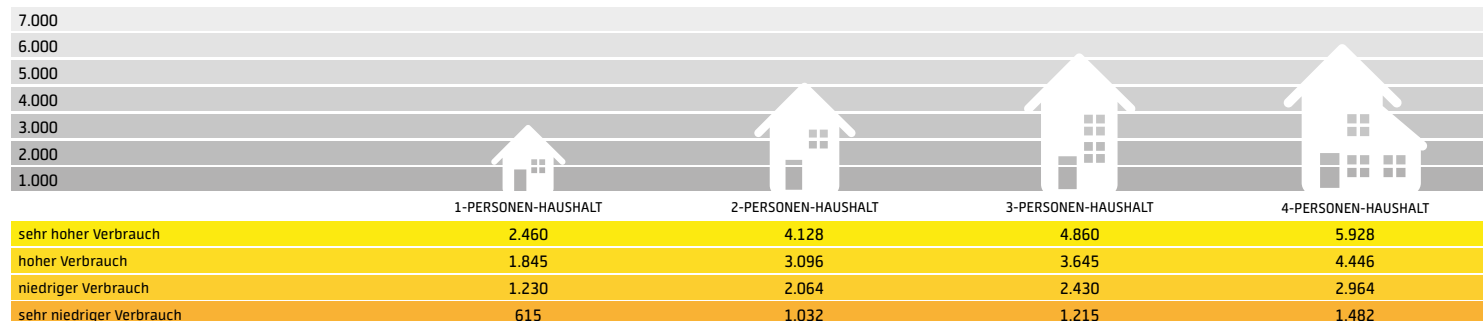 7.000
6.000
5.000
4.000
3.000
2.000
1.000
1-PERSONEN-HAUSHALT 2-PERSONEN-HAUSHALT 3-PERSONEN-HAUSHALT 4-PERSONEN-HAUSHALT
sehr hoher Verbrauch 2.460 4.128 4.860 5.928
hoher Verbrauch 1.845 3.096 3.645 4.446
niedriger Verbrauch 1.230 2.064 2.430 2.964
sehr niedriger Verbrauch 615 1.032 1.215 1.482